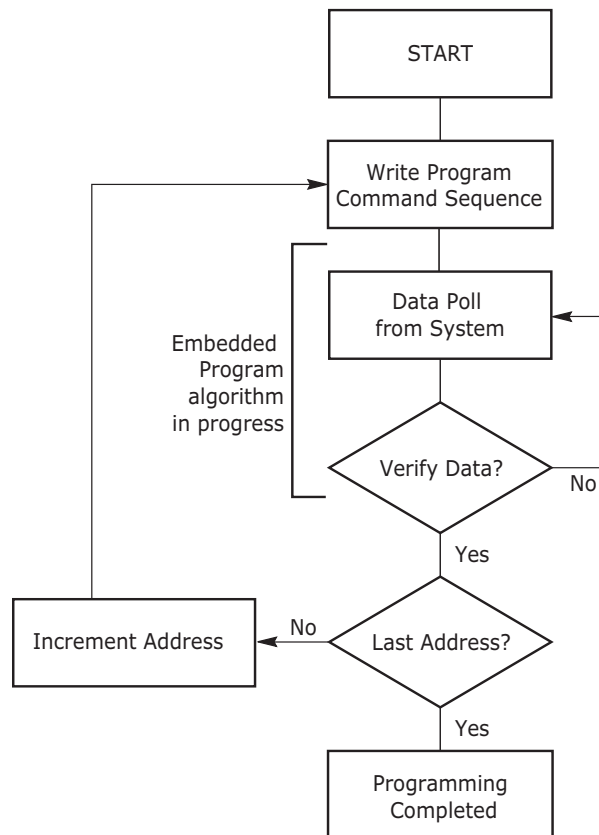 START
Write Program
Command Sequence
Data Poll
from System
Embedded
Program
algorithm
in progress
Verify Data?
No
Yes
No
Increment Address
Last Address?
Yes
Programming
Completed